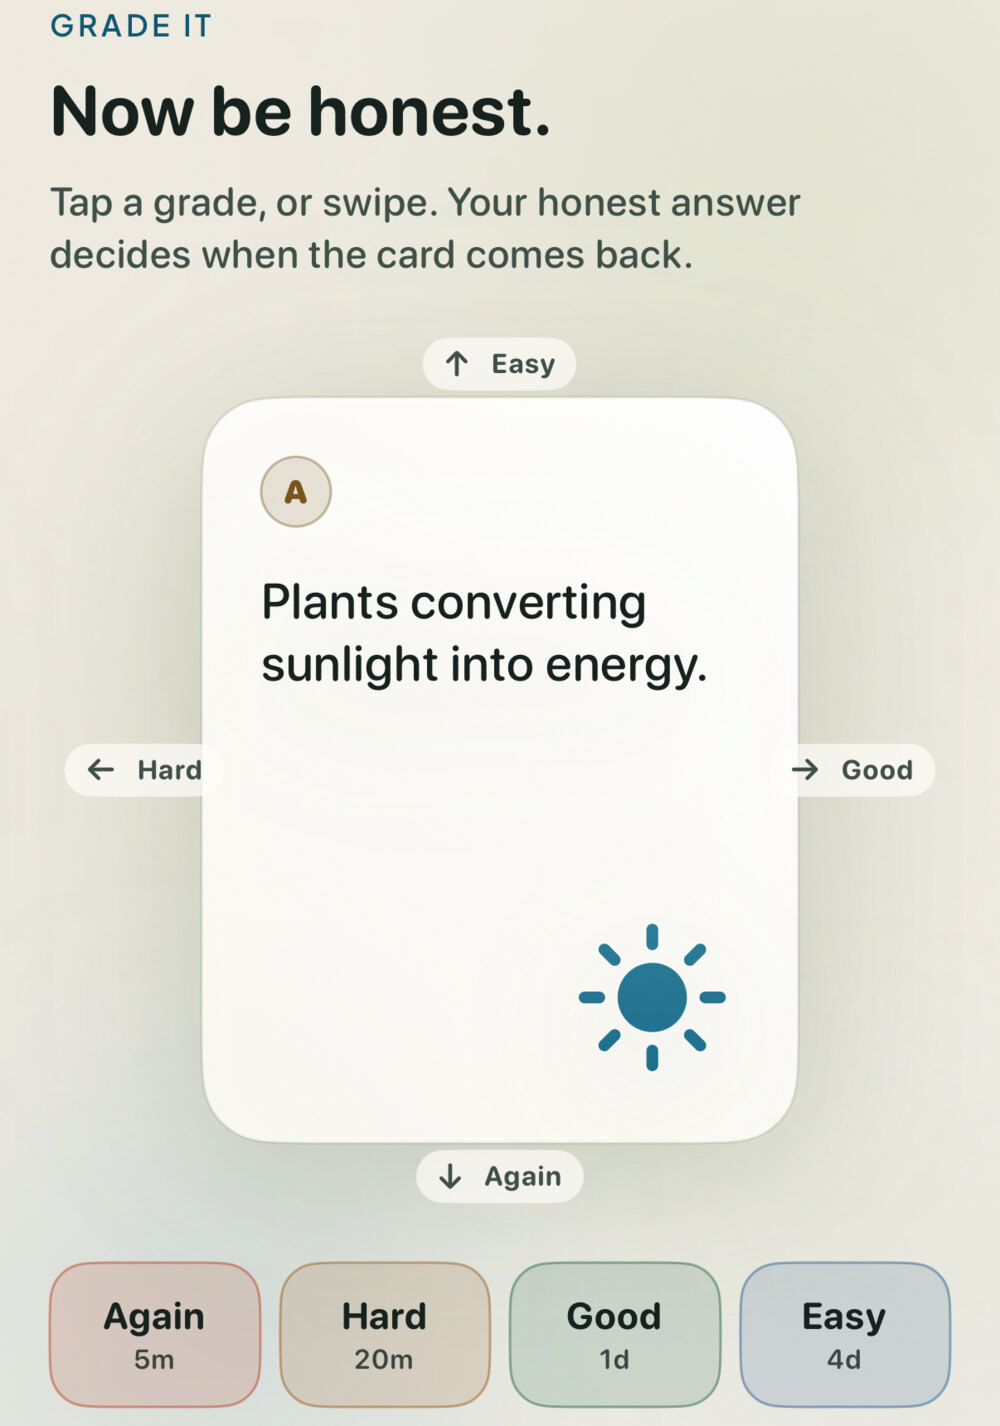 GRADE IT
Now be honest.
Tap a grade, or swipe. Your honest answer
decides when the card comes back.
↑ Easy
A
Plants converting
sunlight into energy.
← Hard
→ Good
↓ Again
Again
5m
Hard
20m
Good
1d
Easy
4d